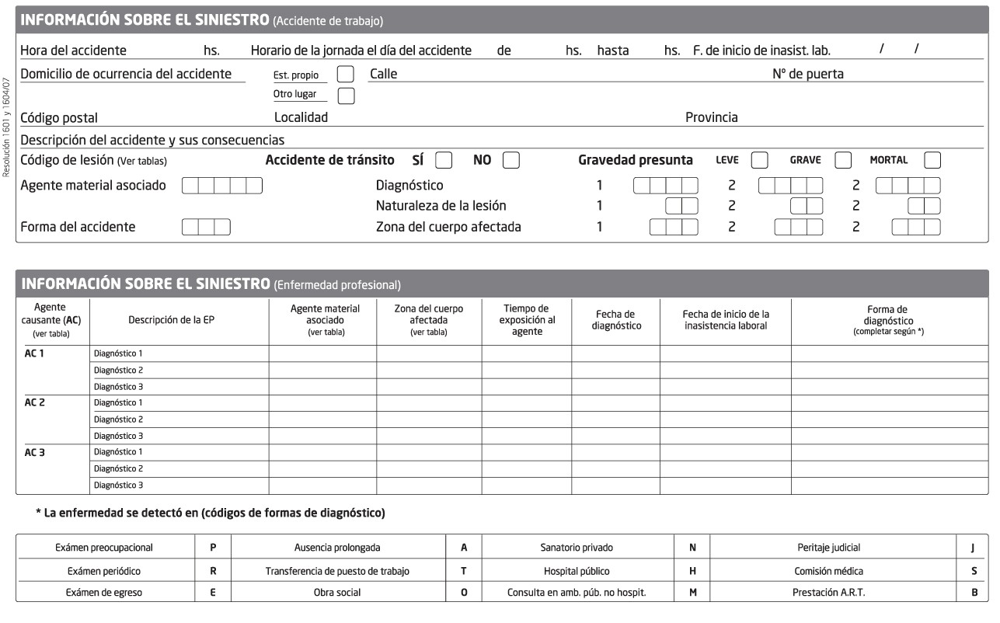 INFORMACIÓN SOBRE EL SINIESTRO (Accidente de trabajo)
Hora del accidente hs. Horario de la jornada el día del accidente de hs. hasta hs. F. de inicio de inasist. lab. / /
Domicilio de ocurrencia del accidente Est. propio Calle Nº de puerta
Otro lugar
Código postal Localidad Provincia
Descripción del accidente y sus consecuencias
Código de lesión (Ver tablas) Accidente de tránsito SÍ NO Gravedad presunta LEVE GRAVE MORTAL
Agente material asociado Diagnóstico 1 2 2
Naturaleza de la lesión 1 2 2
Forma del accidente Zona del cuerpo afectada 1 2 2
Resolución 1601 y 1604/07
INFORMACIÓN SOBRE EL SINIESTRO (Enfermedad profesional)
Agente causante (AC) (ver tabla)
Descripción de la EP
Agente material asociado (ver tabla)
Zona del cuerpo afectada (ver tabla)
Tiempo de exposición al agente
Fecha de diagnóstico
Fecha de inicio de la inasistencia laboral
Forma de diagnóstico (completar según *)
AC 1 Diagnóstico 1
Diagnóstico 2
Diagnóstico 3
AC 2 Diagnóstico 1
Diagnóstico 2
Diagnóstico 3
AC 3 Diagnóstico 1
Diagnóstico 2
Diagnóstico 3
* La enfermedad se detectó en (códigos de formas de diagnóstico)
Exámen preocupacional P Ausencia prolongada A Sanatorio privado N Peritaje judicial J
Exámen periódico R Transferencia de puesto de trabajo T Hospital público H Comisión médica S
Exámen de egreso E Obra social O Consulta en amb. púb. no hospit. M Prestación A.R.T. B